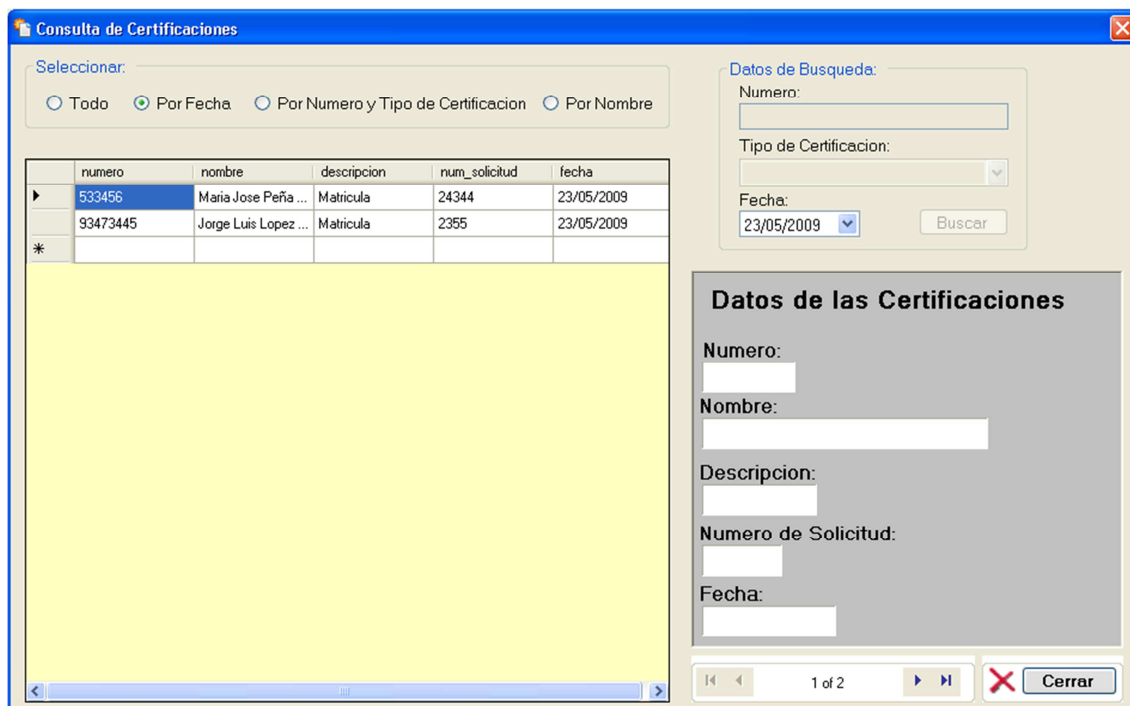 Consulta de Certificaciones
Seleccionar:
Todo Por Fecha Por Numero y Tipo de Certificacion Por Nombre
numero nombre descripcion num_solicitud fecha
533456 Maria Jose Peña ... Matricula 24344 23/05/2009
93473445 Jorge Luis Lopez ... Matricula 2355 23/05/2009
Datos de Busqueda:
Numero:
Tipo de Certificacion:
Fecha:
23/05/2009 Buscar
Datos de las Certificaciones
Numero:
Nombre:
Descripcion:
Numero de Solicitud:
Fecha:
1 of 2 Cerrar